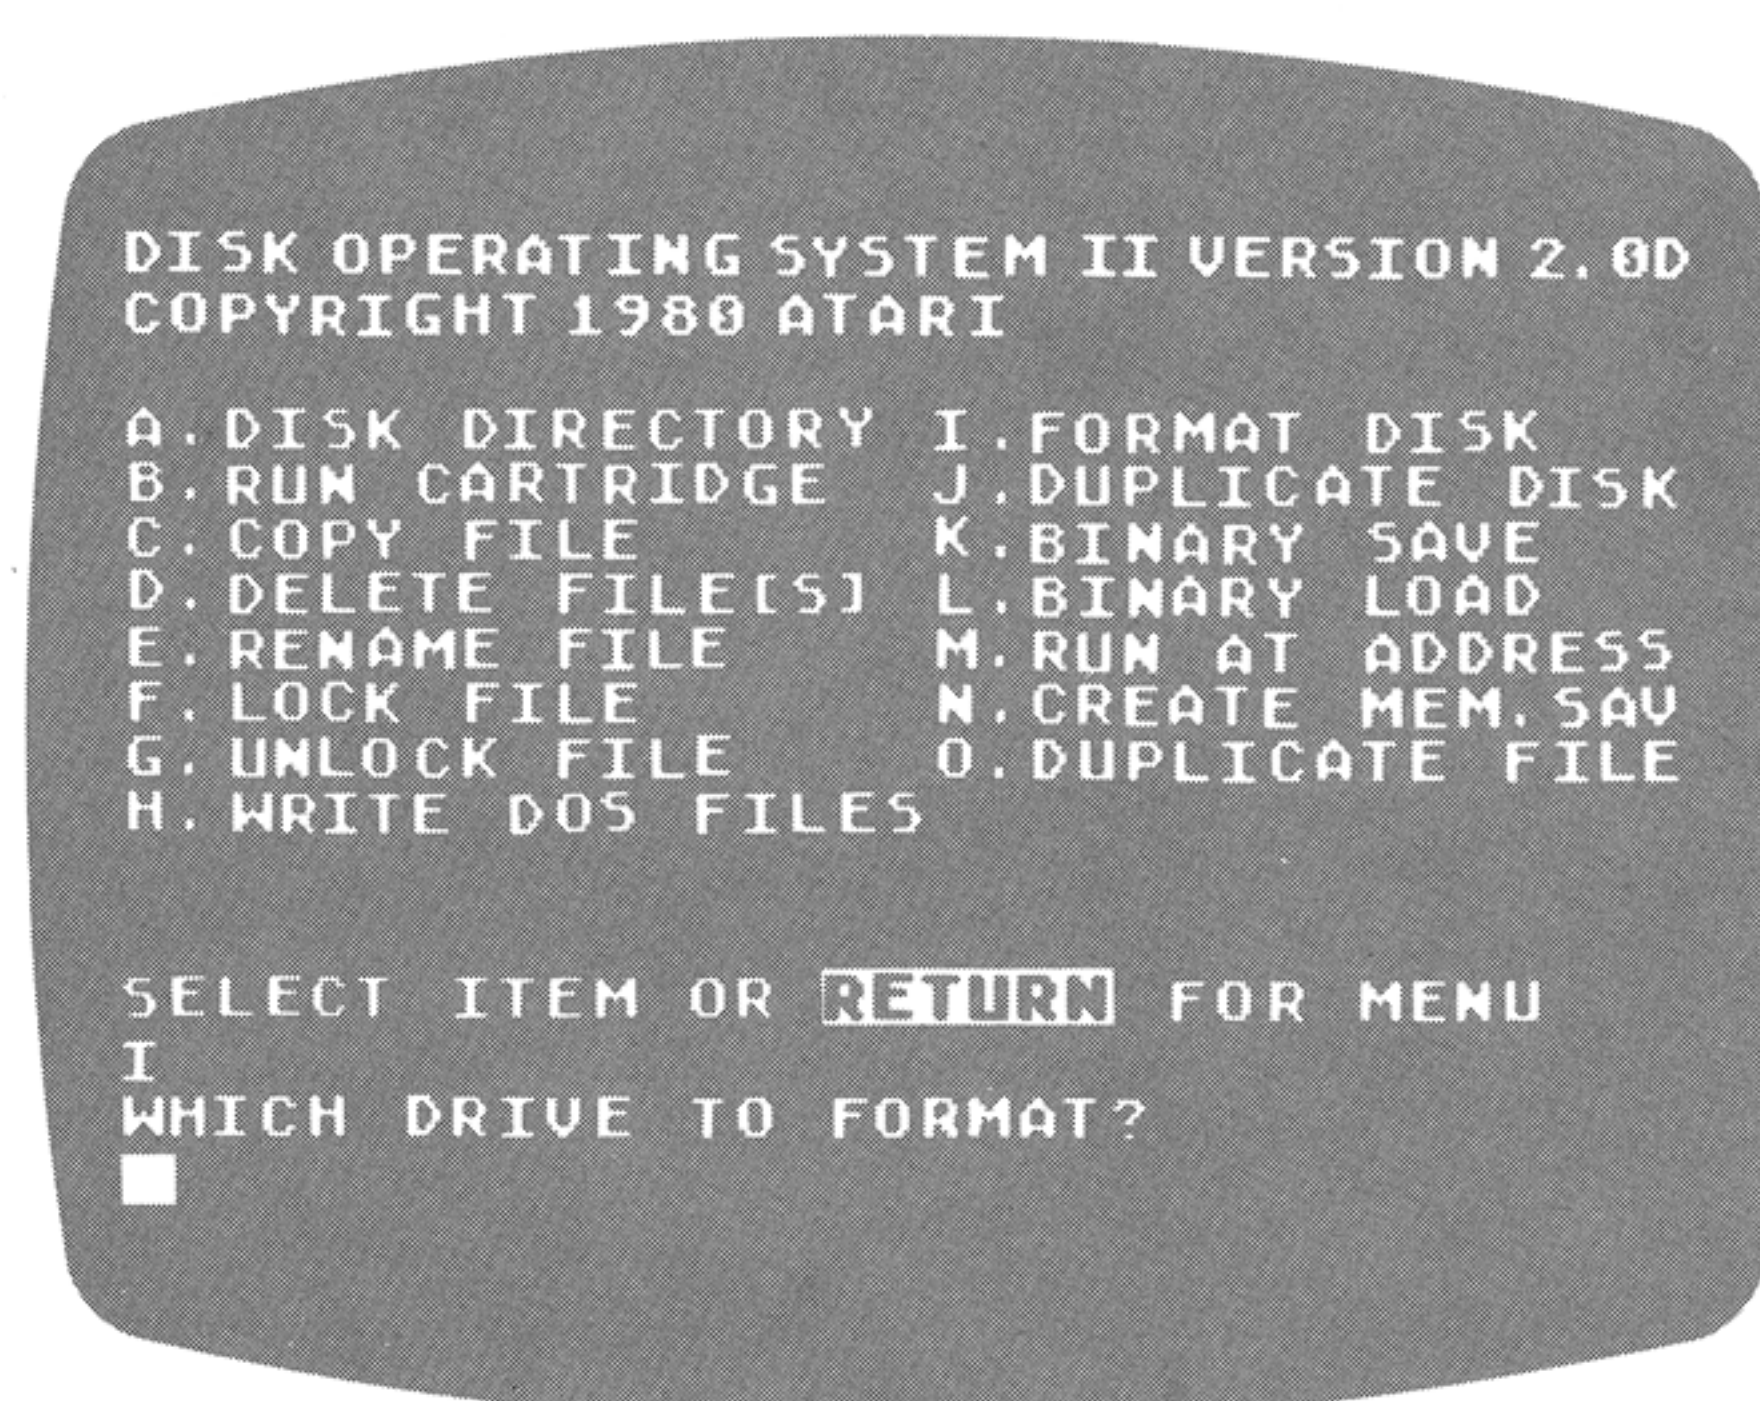 DISK OPERATING SYSTEM II VERSION 2.0D
COPYRIGHT 1980 ATARI
A. DISK DIRECTORY I. FORMAT DISK
B. RUN CARTRIDGE J. DUPLICATE DISK
C. COPY FILE K. BINARY SAVE
D. DELETE FILE[S] L. BINARY LOAD
E. RENAME FILE M. RUN AT ADDRESS
F. LOCK FILE N. CREATE MEM.SAV
G. UNLOCK FILE O. DUPLICATE FILE
H. WRITE DOS FILES
SELECT ITEM OR RETURN FOR MENU
I
WHICH DRIVE TO FORMAT?